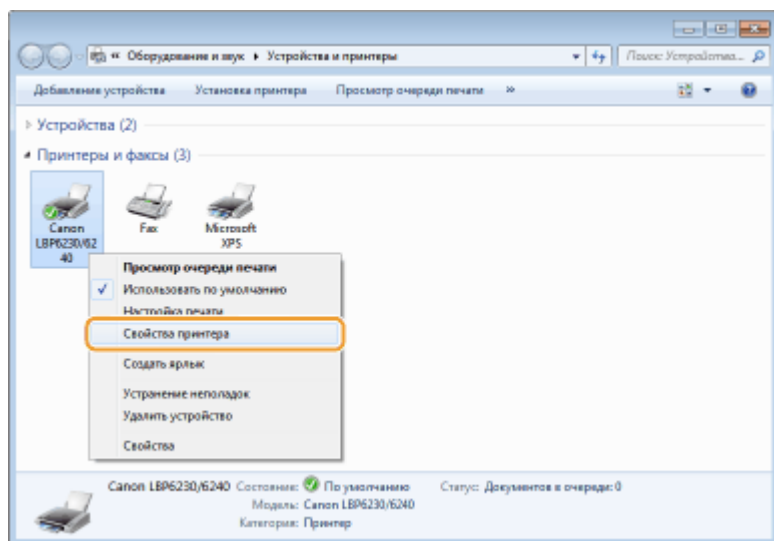 « Оборудование и звук ▸ Устройства и принтеры
Поиск: Устройства...
Добавление устройства Установка принтера Просмотр очереди печати »
Устройства (2)
Принтеры и факсы (3)
Canon LBP6230/62 40
Fax
Microsoft XPS
Просмотр очереди печати
Использовать по умолчанию
Настройка печати
Свойства принтера
Создать ярлык
Устранение неполадок
Удалить устройство
Свойства
Canon LBP6230/6240 Состояние: По умолчанию Статус: Документов в очереди: 0
Модель: Canon LBP6230/6240
Категория: Принтер